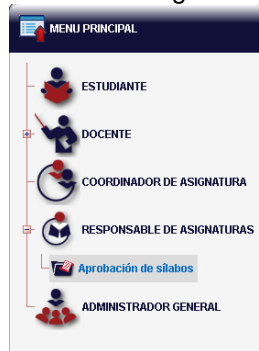 MENU PRINCIPAL
ESTUDIANTE
DOCENTE
COORDINADOR DE ASIGNATURA
RESPONSABLE DE ASIGNATURAS
Aprobación de sílabos
ADMINISTRADOR GENERAL